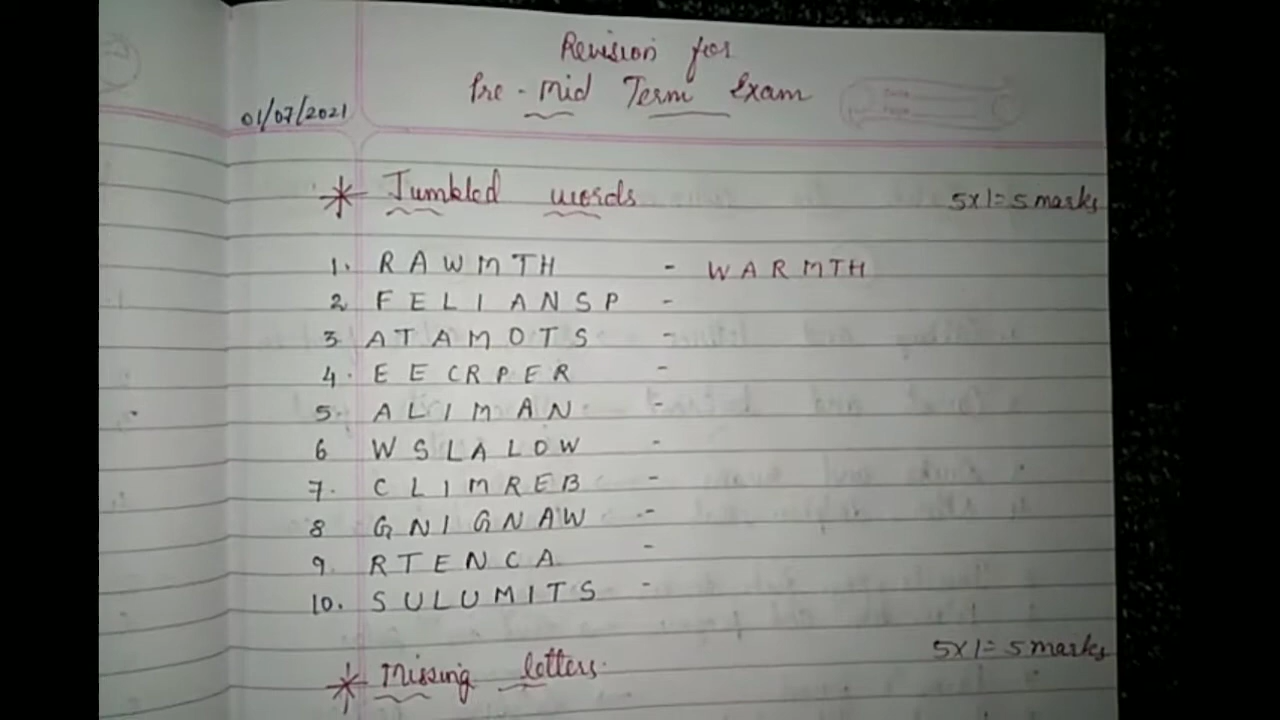 Revision for
Pre - Mid Term Exam
01/07/2021
* Jumbled words 5x1=5 marks
1. RAWMTH - WARMTH
2 FELIANSP -
3 ATAMOTS -
4. EECRPER -
5. ALIMAN -
6 WSLALOW -
7. CLIMREB -
8 GNIGNAW -
9. RTENCA -
10. SULUMITS -
* Missing letters. 5x1=5 marks